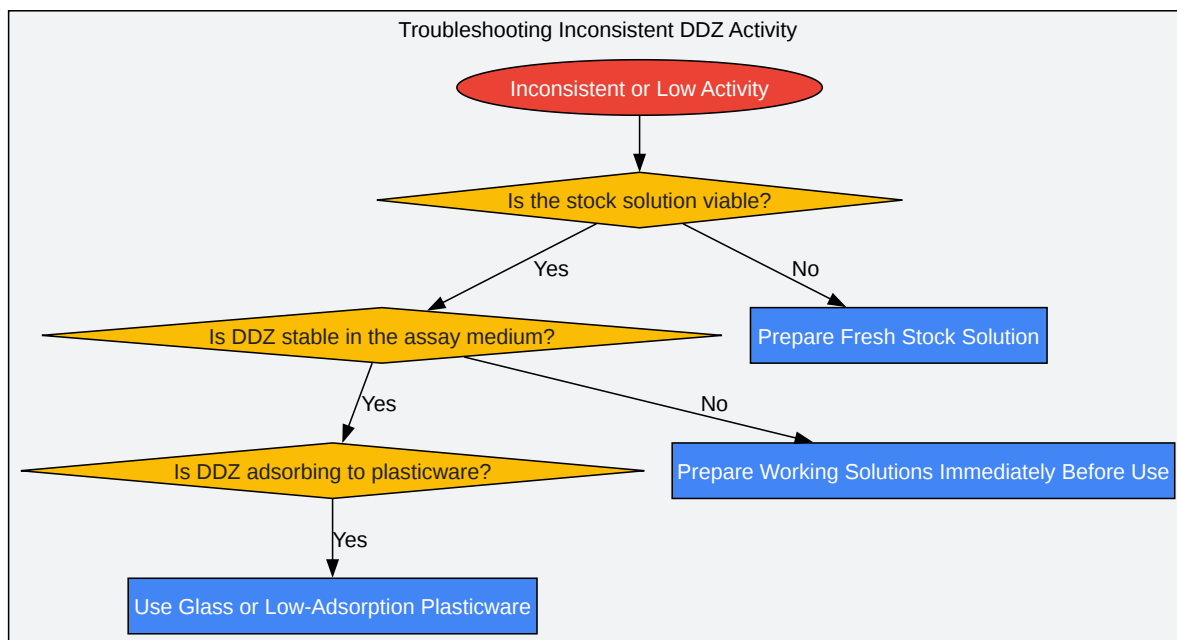 Troubleshooting Inconsistent DDZ Activity
Inconsistent or Low Activity
Is the stock solution viable?
Yes
No
Is DDZ stable in the assay medium?
Prepare Fresh Stock Solution
Yes
No
Is DDZ adsorbing to plasticware?
Prepare Working Solutions Immediately Before Use
Yes
Use Glass or Low-Adsorption Plasticware